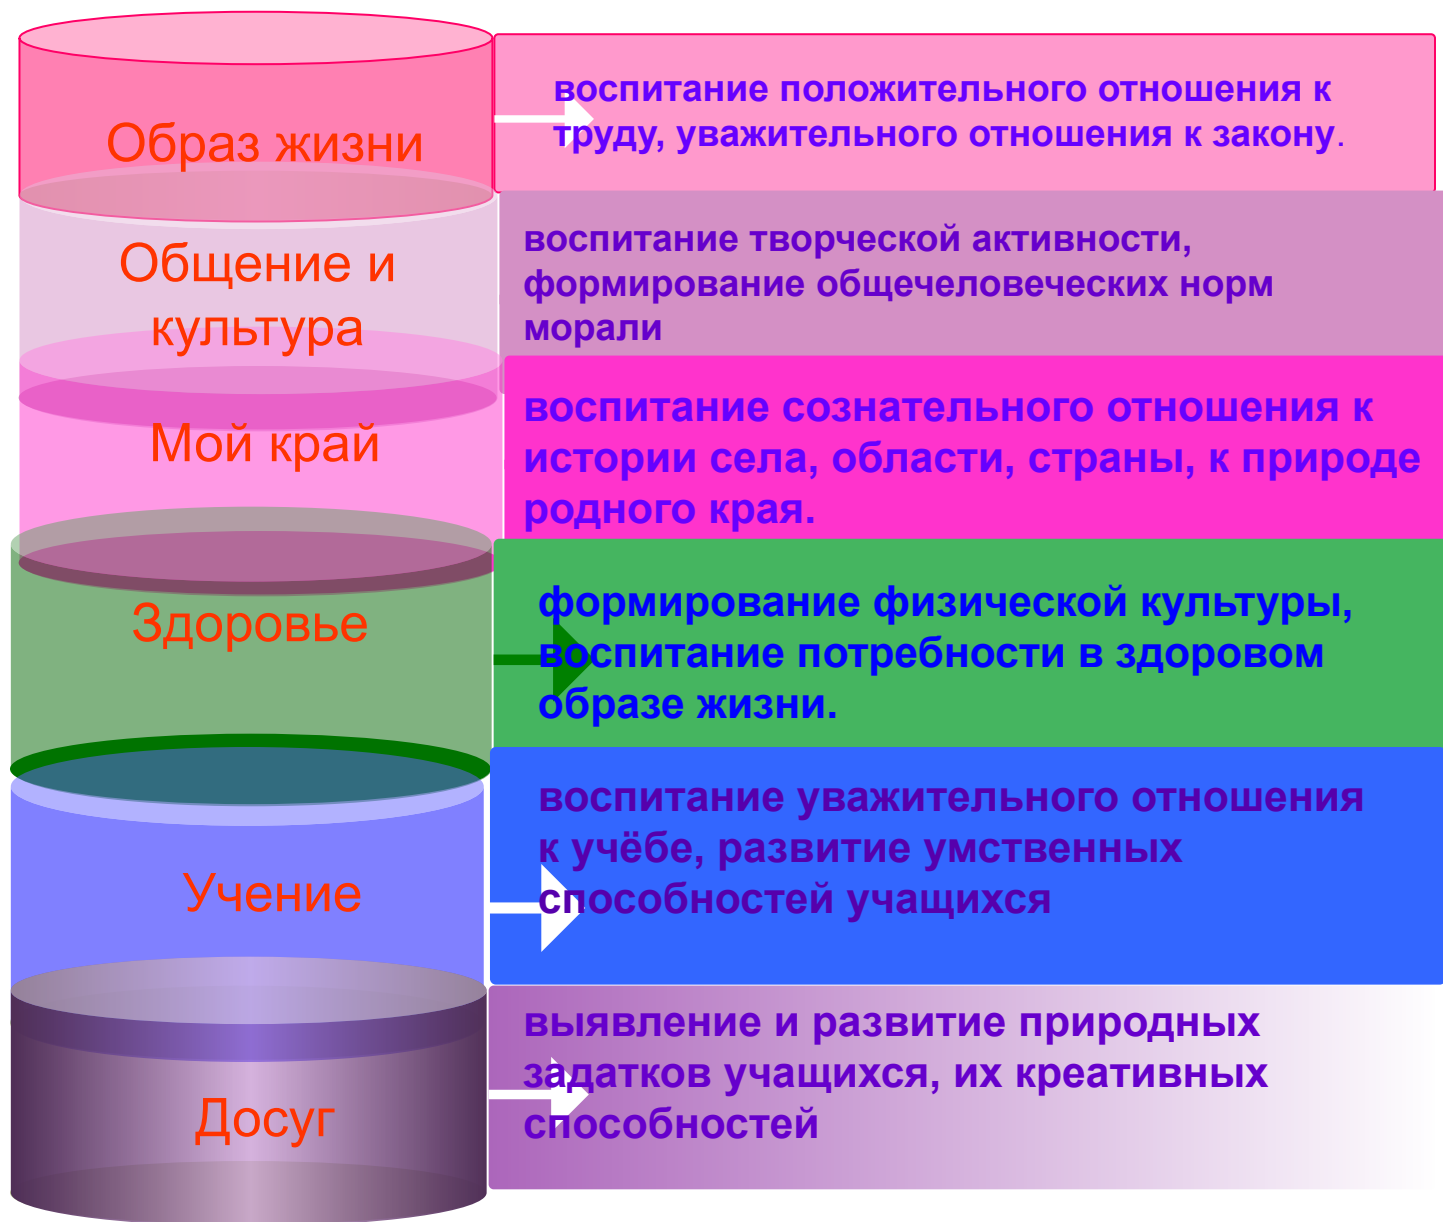 Образ жизни
воспитание положительного отношения к
труду, уважительного отношения к закону.
Общение и
культура
воспитание творческой активности,
формирование общечеловеческих норм
морали
Мой край
воспитание сознательного отношения к
истории села, области, страны, к природе
родного края.
Здоровье
формирование физической культуры,
воспитание потребности в здоровом
образе жизни.
Учение
воспитание уважительного отношения
к учёбе, развитие умственных
способностей учащихся
Досуг
выявление и развитие природных
задатков учащихся, их креативных
способностей